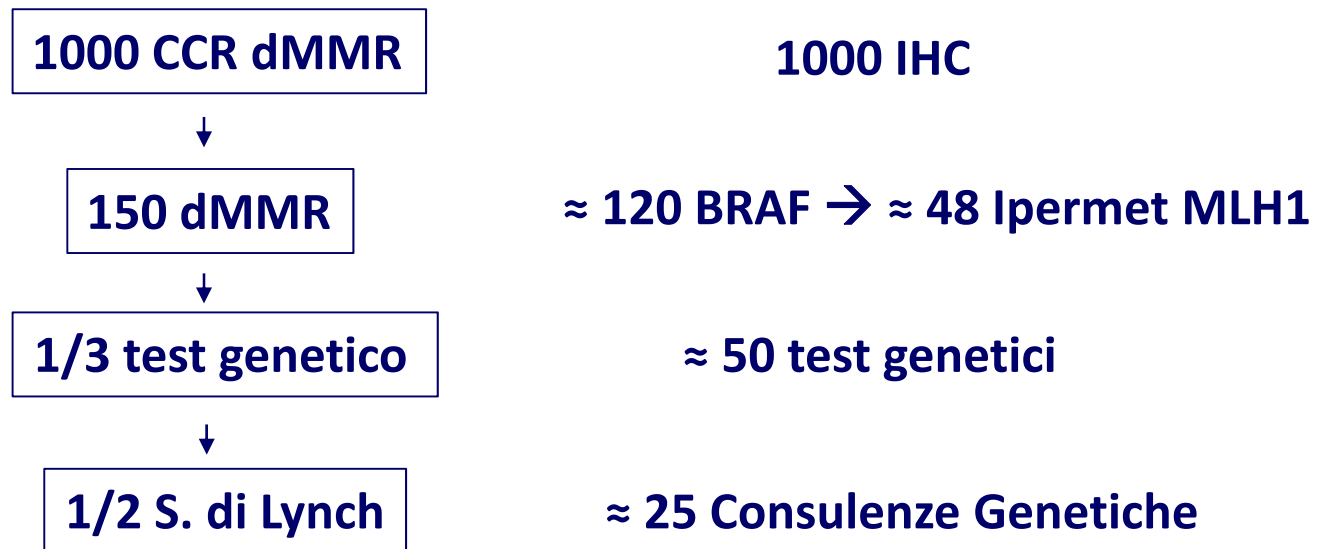 1000 CCR dMMR
1000 IHC
150 dMMR
≈ 120 BRAF → ≈ 48 Ipermet MLH1
1/3 test genetico
≈ 50 test genetici
1/2 S. di Lynch
≈ 25 Consulenze Genetiche